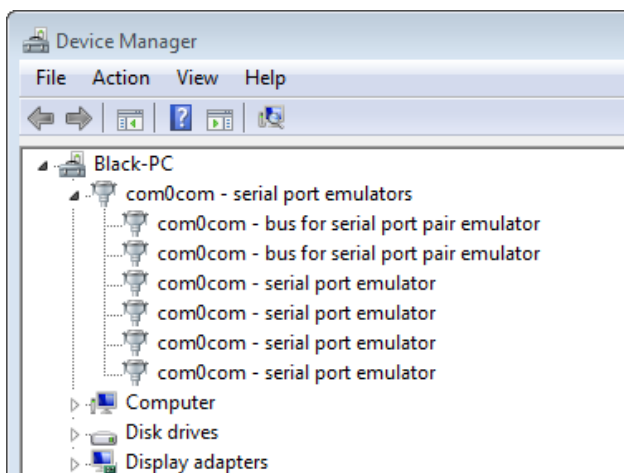 Device Manager
File Action View Help
Black-PC
com0com - serial port emulators
com0com - bus for serial port pair emulator
com0com - bus for serial port pair emulator
com0com - serial port emulator
com0com - serial port emulator
com0com - serial port emulator
com0com - serial port emulator
Computer
Disk drives
Display adapters